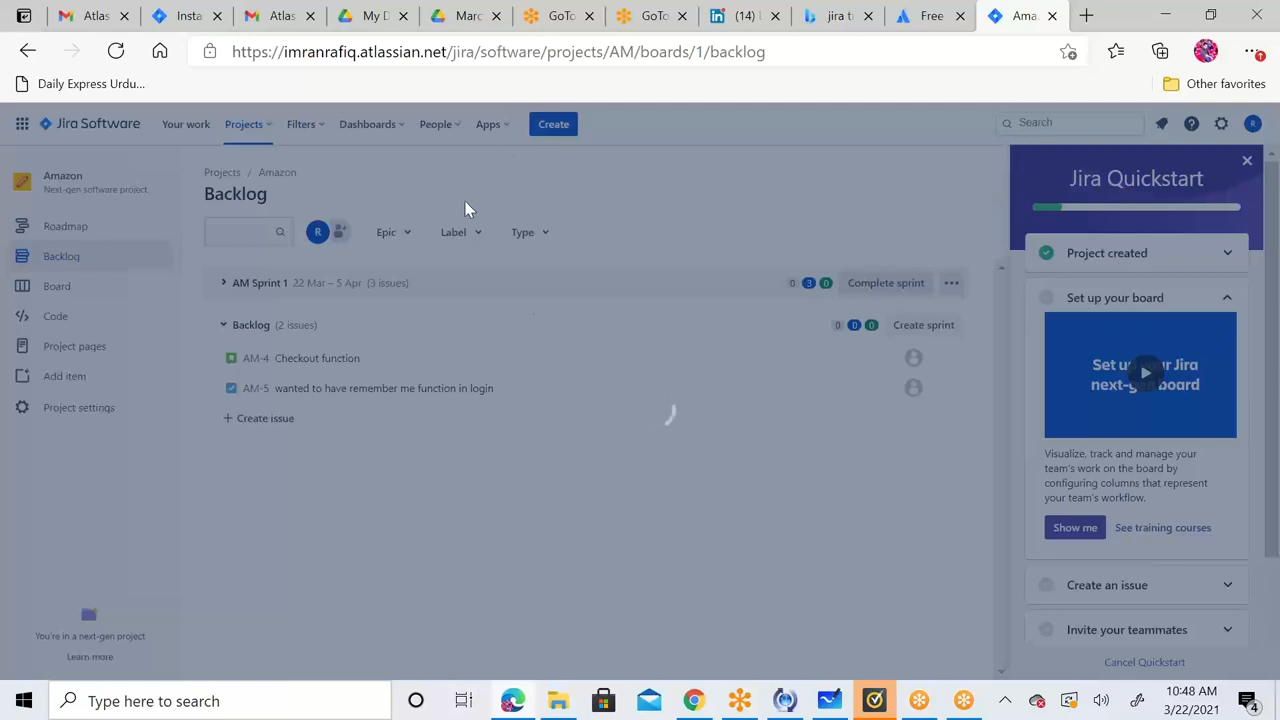 Atlas
Insta
Atlas
My D
Marc
GoTo
GoTo
(14) L
jira t
Free
Ama
https://imranrafiq.atlassian.net/jira/software/projects/AM/boards/1/backlog
Daily Express Urdu...
Other favorites
Jira Software
Your work
Projects
Filters
Dashboards
People
Apps
Create
Search
R
Amazon
Next-gen software project
Roadmap
Backlog
Board
Code
Project pages
Add item
Project settings
You're in a next-gen project
Learn more
Projects / Amazon
Backlog
R
Epic
Label
Type
AM Sprint 1 22 Mar – 5 Apr (3 issues)
0 3 0
Complete sprint
Backlog (2 issues)
0 0 0
Create sprint
AM-4 Checkout function
AM-5 wanted to have remember me function in login
+ Create issue
Jira Quickstart
Project created
Set up your board
Set up your Jira
next-gen board
Visualize, track and manage your
team's work on the board by
configuring columns that represent
your team's workflow.
Show me
See training courses
Create an issue
Invite your teammates
Cancel Quickstart
Type here to search
10:48 AM
3/22/2021
4